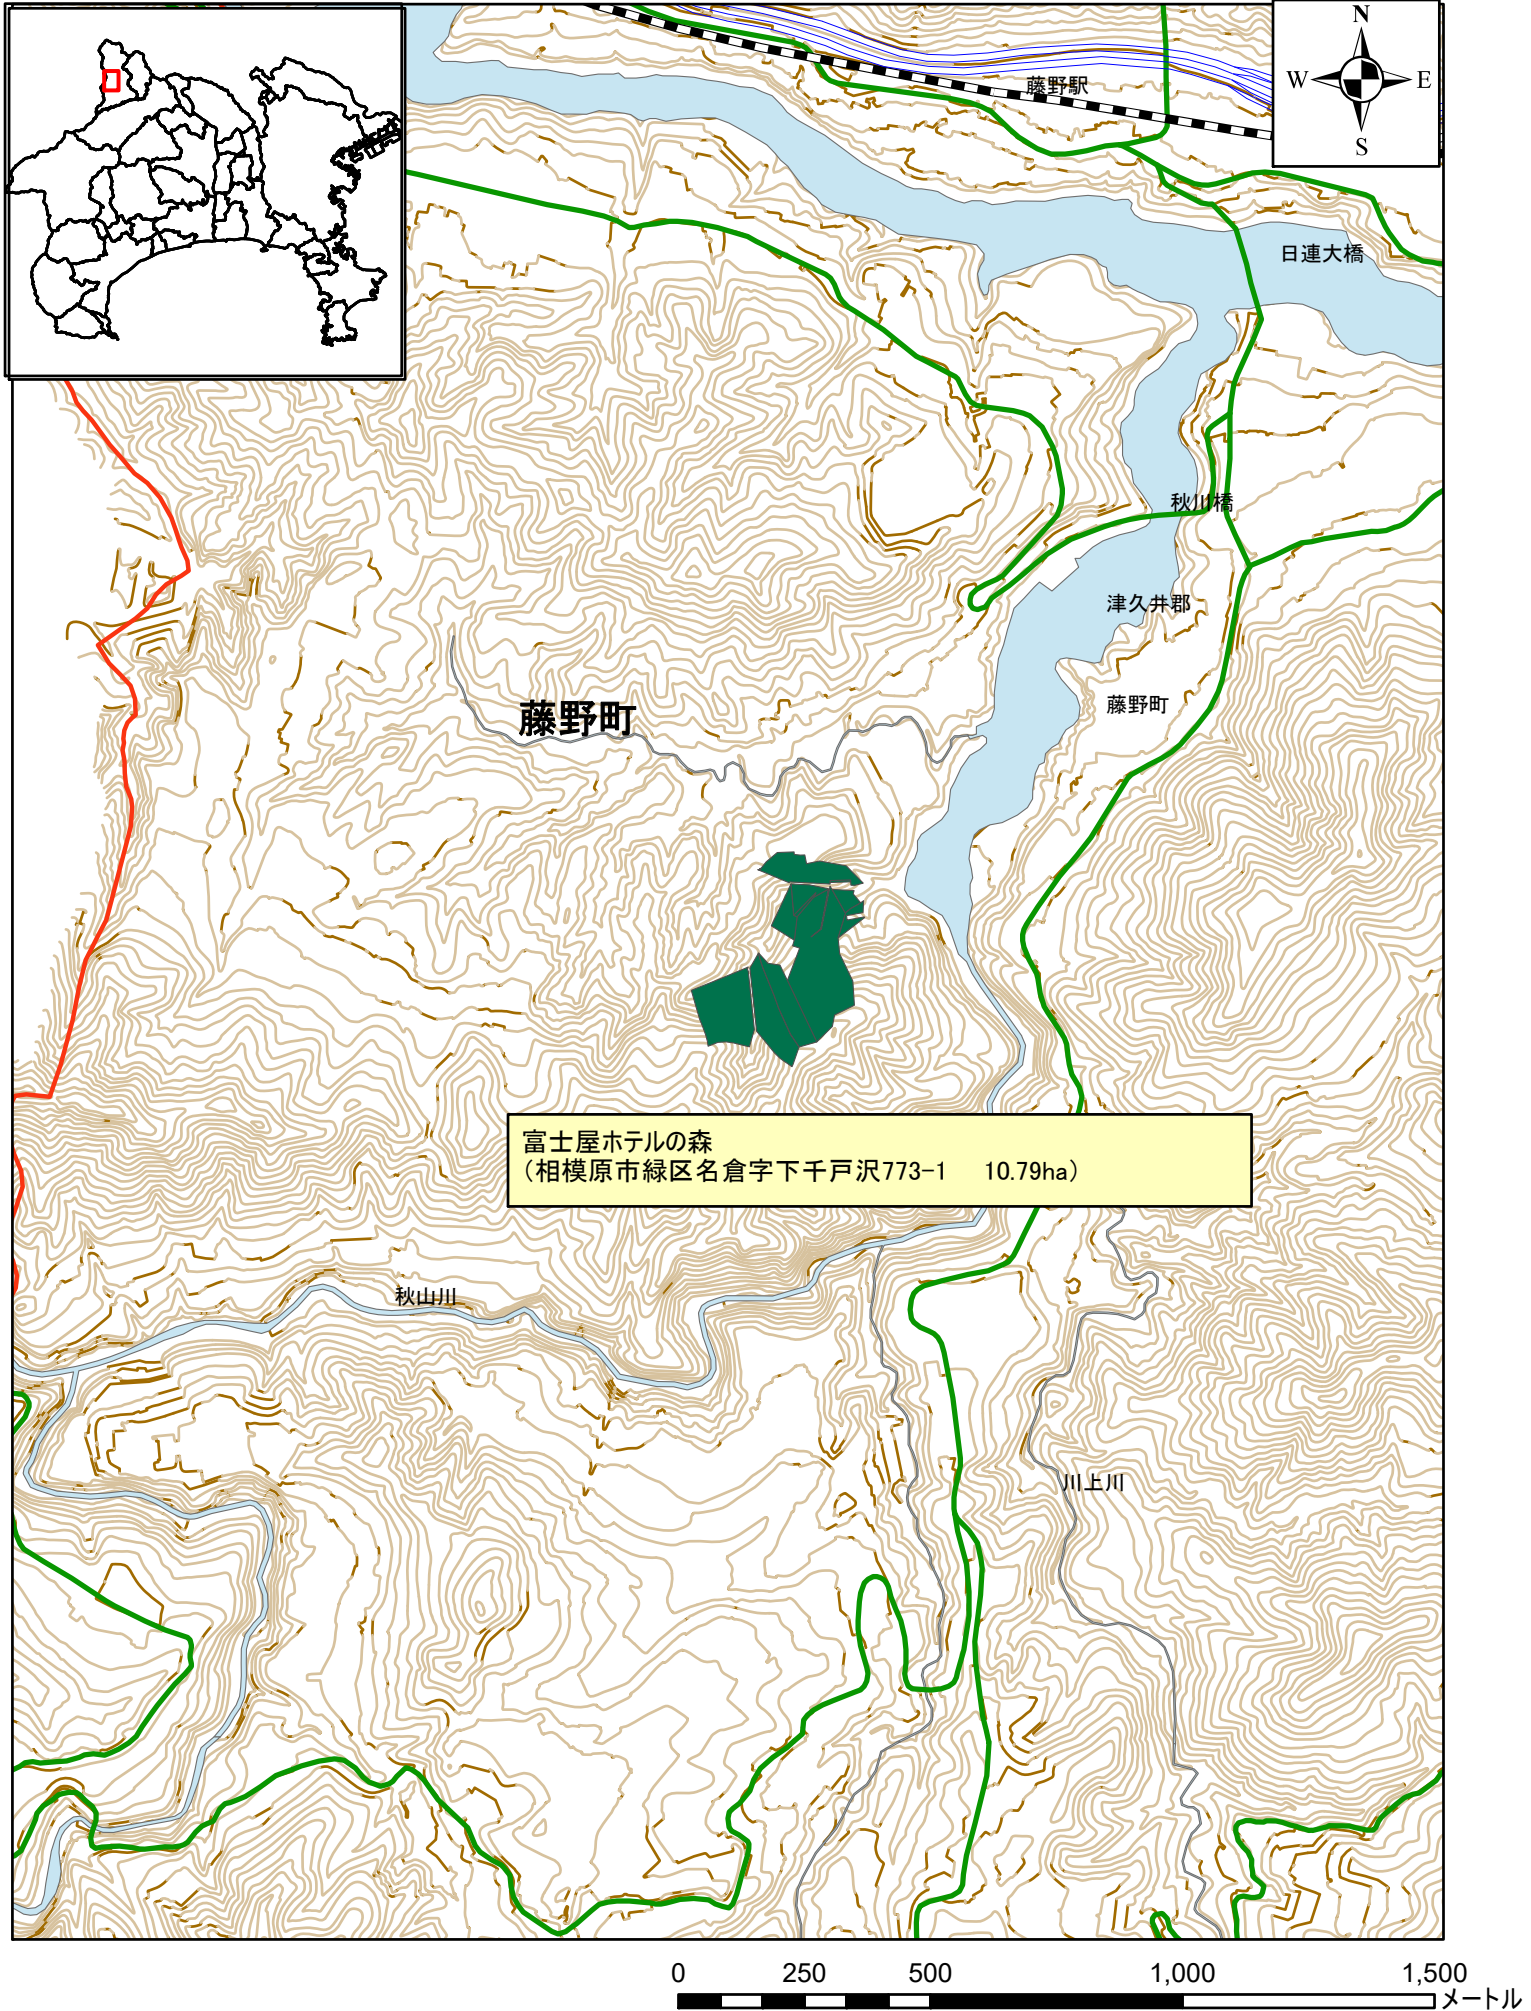 N
W E
S
藤野駅
日連大橋
秋川橋
津久井郡
藤野町
藤野町
富士屋ホテルの森
（相模原市緑区名倉字下千戸沢773-1　10.79ha）
秋山川
川上川
0 250 500 1,000 1,500
メートル